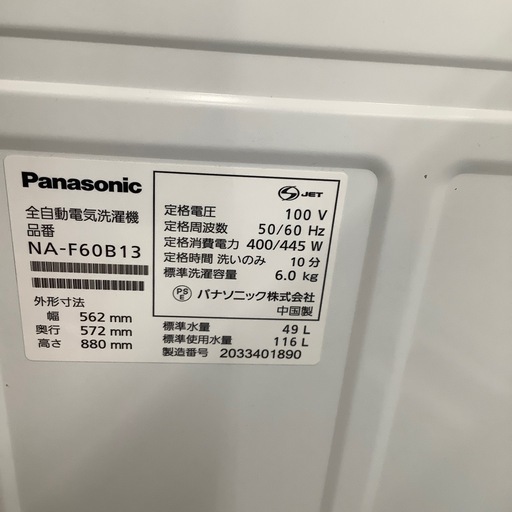 Panasonic
全自動電気洗濯機
品番
NA-F60B13
外形寸法
幅 562 mm
奥行 572 mm
高さ 880 mm
S JET
定格電圧 100 V
定格周波数 50/60 Hz
定格消費電力 400/445 W
定格時間 洗いのみ 10 分
標準洗濯容量 6.0 kg
PS E パナソニック株式会社
中国製
標準水量 49 L
標準使用水量 116 L
製造番号 2033401890